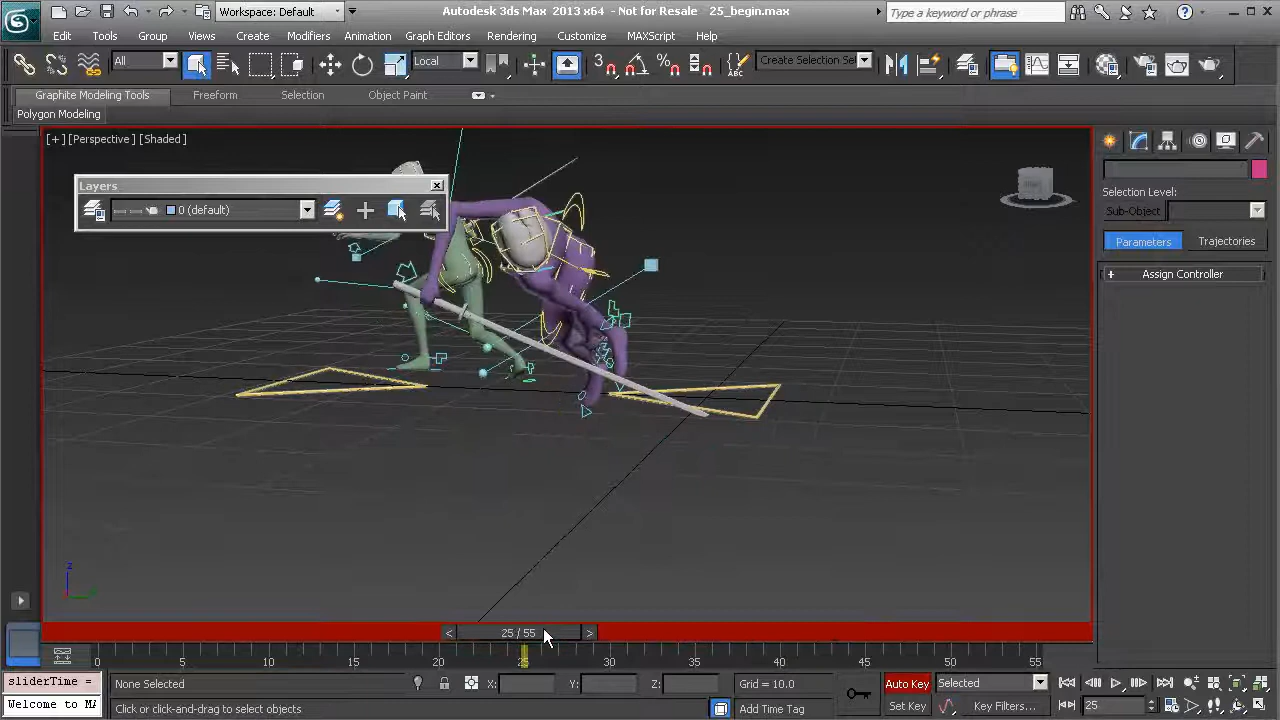 Workspace: Default
Autodesk 3ds Max 2013 x64 - Not for Resale 25_begin.max
Type a keyword or phrase
Edit Tools Group Views Create Modifiers Animation Graph Editors Rendering Customize MAXScript Help
All
Local
Create Selection Se
Graphite Modeling Tools Freeform Selection Object Paint
Polygon Modeling
[+] [Perspective] [Shaded]
Layers
0 (default)
Selection Level:
Sub-Object
Parameters Trajectories
+ Assign Controller
z
< 25 / 55 >
0 5 10 15 20 25 30 35 40 45 50 55
sliderTime =
None Selected
X: Y: Z:
Grid = 10.0
Auto Key
Selected
Welcome to MA
Click or click-and-drag to select objects
Add Time Tag
Set Key
Key Filters...
25